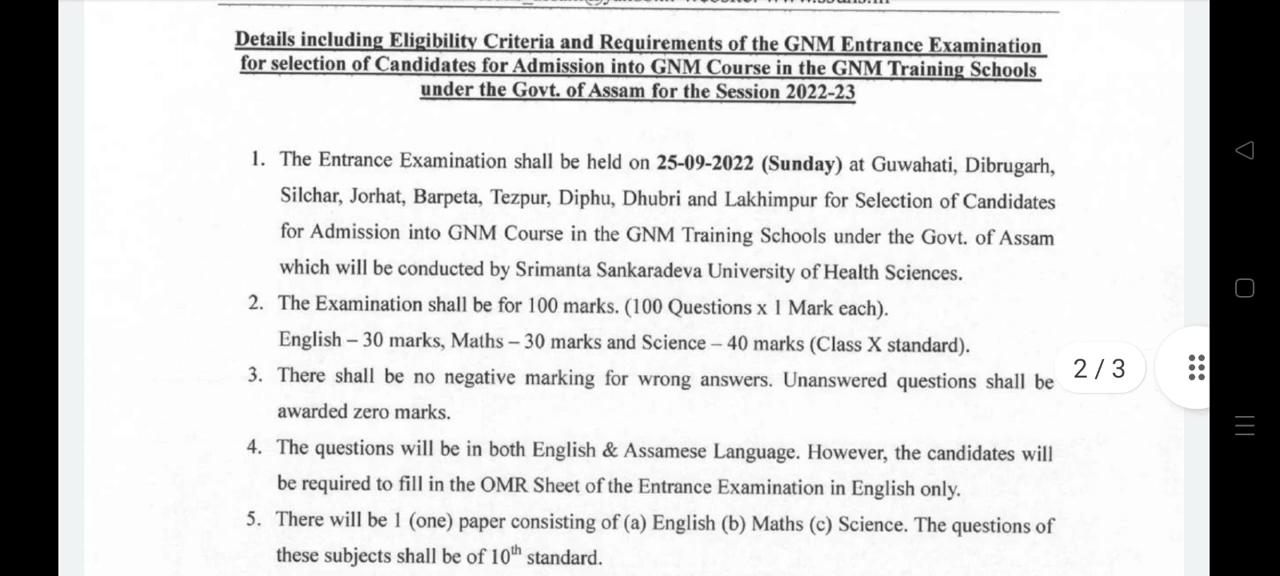 Details including Eligibility Criteria and Requirements of the GNM Entrance Examination
for selection of Candidates for Admission into GNM Course in the GNM Training Schools
under the Govt. of Assam for the Session 2022-23
1. The Entrance Examination shall be held on 25-09-2022 (Sunday) at Guwahati, Dibrugarh,
Silchar, Jorhat, Barpeta, Tezpur, Diphu, Dhubri and Lakhimpur for Selection of Candidates
for Admission into GNM Course in the GNM Training Schools under the Govt. of Assam
which will be conducted by Srimanta Sankaradeva University of Health Sciences.
2. The Examination shall be for 100 marks. (100 Questions x 1 Mark each).
English – 30 marks, Maths – 30 marks and Science – 40 marks (Class X standard).
3. There shall be no negative marking for wrong answers. Unanswered questions shall be
awarded zero marks.
2 / 3
4. The questions will be in both English & Assamese Language. However, the candidates will
be required to fill in the OMR Sheet of the Entrance Examination in English only.
5. There will be 1 (one) paper consisting of (a) English (b) Maths (c) Science. The questions of
these subjects shall be of 10th standard.